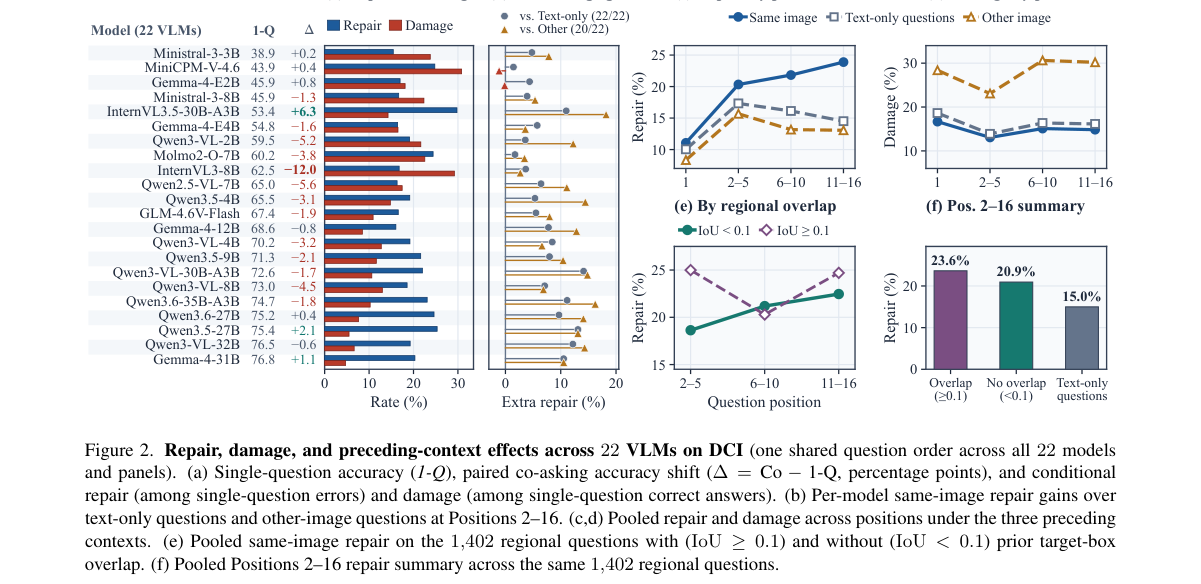 Model (22 VLMs) 1-Q Δ
Repair Damage
vs. Text-only (22/22)
vs. Other (20/22)
Ministral-3-3B 38.9 +0.2
MiniCPM-V-4.6 43.9 +0.4
Gemma-4-E2B 45.9 +0.8
Ministral-3-8B 45.9 −1.3
InternVL3.5-30B-A3B 53.4 +6.3
Gemma-4-E4B 54.8 −1.6
Qwen3-VL-2B 59.5 −5.2
Molmo2-O-7B 60.2 −3.8
InternVL3-8B 62.5 −12.0
Qwen2.5-VL-7B 65.0 −5.6
Qwen3.5-4B 65.5 −3.1
GLM-4.6V-Flash 67.4 −1.9
Gemma-4-12B 68.6 −0.8
Qwen3-VL-4B 70.2 −3.2
Qwen3.5-9B 71.3 −2.1
Qwen3-VL-30B-A3B 72.6 −1.7
Qwen3-VL-8B 73.0 −4.5
Qwen3.6-35B-A3B 74.7 −1.8
Qwen3.6-27B 75.2 +0.4
Qwen3.5-27B 75.4 +2.1
Qwen3-VL-32B 76.5 −0.6
Gemma-4-31B 76.8 +1.1
0 10 20 30
Rate (%)
0 10 20
Extra repair (%)
Same image Text-only questions Other image
Repair (%)
25
20
15
10
1 2–5 6–10 11–16
Damage (%)
30
20
10
1 2–5 6–10 11–16
(e) By regional overlap
IoU < 0.1 IoU ≥ 0.1
Repair (%)
25
20
15
2–5 6–10 11–16
Question position
(f) Pos. 2–16 summary
Repair (%)
20
10
0
23.6%
20.9%
15.0%
Overlap
(≥0.1)
No overlap
(<0.1)
Text-only
questions
Figure 2. Repair, damage, and preceding-context effects across 22 VLMs on DCI (one shared question order across all 22 models
and panels). (a) Single-question accuracy (1-Q), paired co-asking accuracy shift (Δ = Co − 1-Q, percentage points), and conditional
repair (among single-question errors) and damage (among single-question correct answers). (b) Per-model same-image repair gains over
text-only questions and other-image questions at Positions 2–16. (c,d) Pooled repair and damage across positions under the three preceding
contexts. (e) Pooled same-image repair on the 1,402 regional questions with (IoU ≥ 0.1) and without (IoU < 0.1) prior target-box
overlap. (f) Pooled Positions 2–16 repair summary across the same 1,402 regional questions.